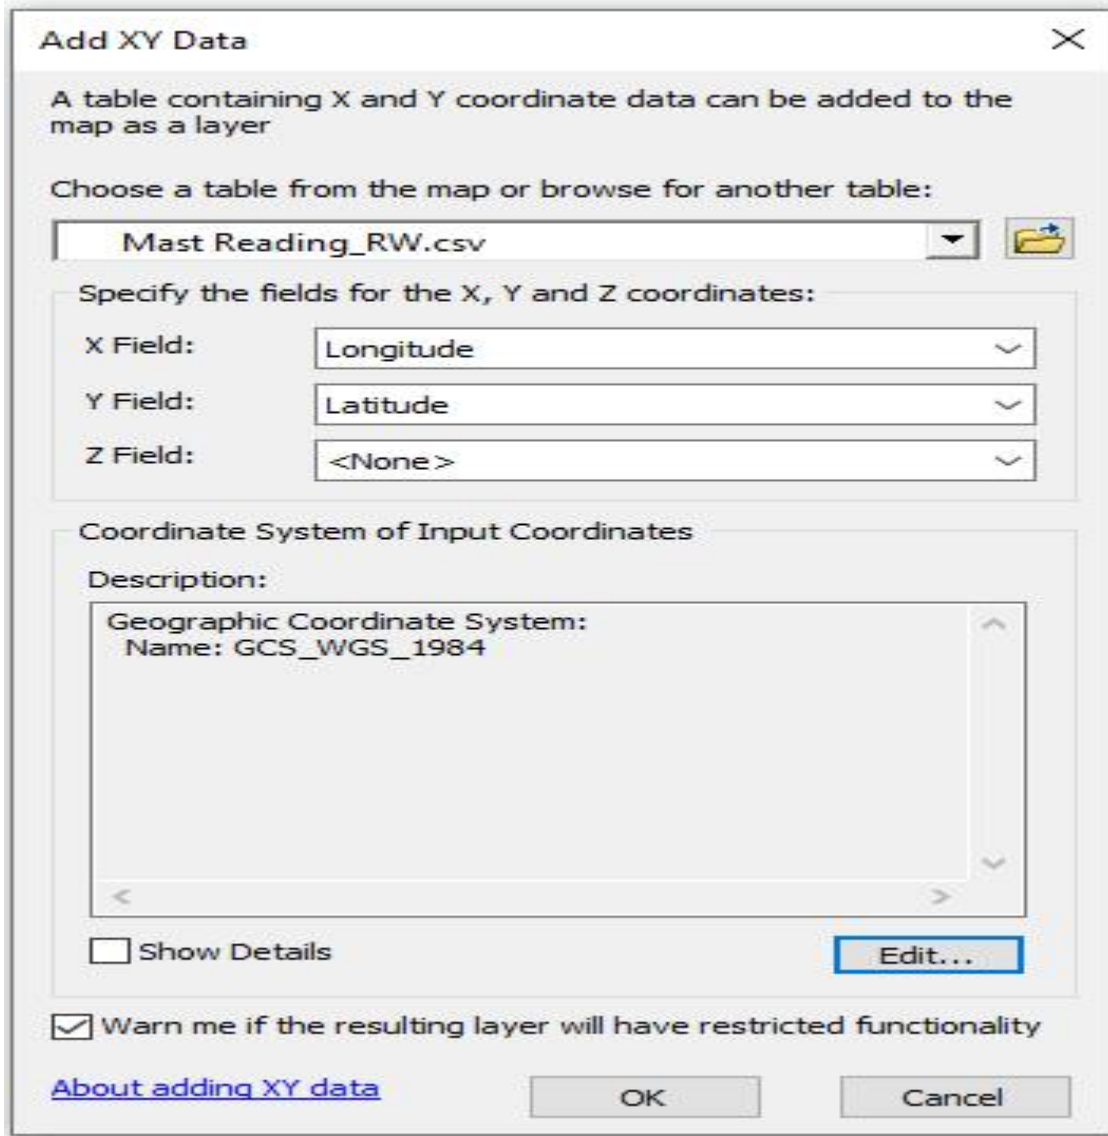 Add XY Data
A table containing X and Y coordinate data can be added to the
map as a layer
Choose a table from the map or browse for another table:
Mast Reading_RW.csv
Specify the fields for the X, Y and Z coordinates:
X Field:
Longitude
Y Field:
Latitude
Z Field:
<None>
Coordinate System of Input Coordinates
Description:
Geographic Coordinate System:
Name: GCS_WGS_1984
Show Details
Edit...
Warn me if the resulting layer will have restricted functionality
About adding XY data
OK
Cancel